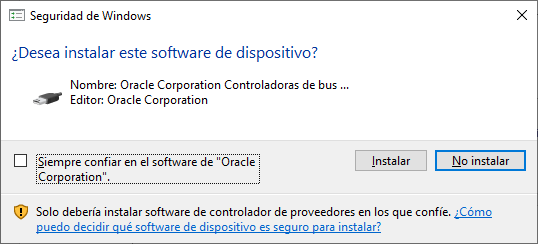 Seguridad de Windows
¿Desea instalar este software de dispositivo?
Nombre: Oracle Corporation Controladoras de bus ...
Editor: Oracle Corporation
Siempre confiar en el software de "Oracle
Corporation".
Instalar
No instalar
Solo debería instalar software de controlador de proveedores en los que confíe. ¿Cómo
puedo decidir qué software de dispositivo es seguro para instalar?